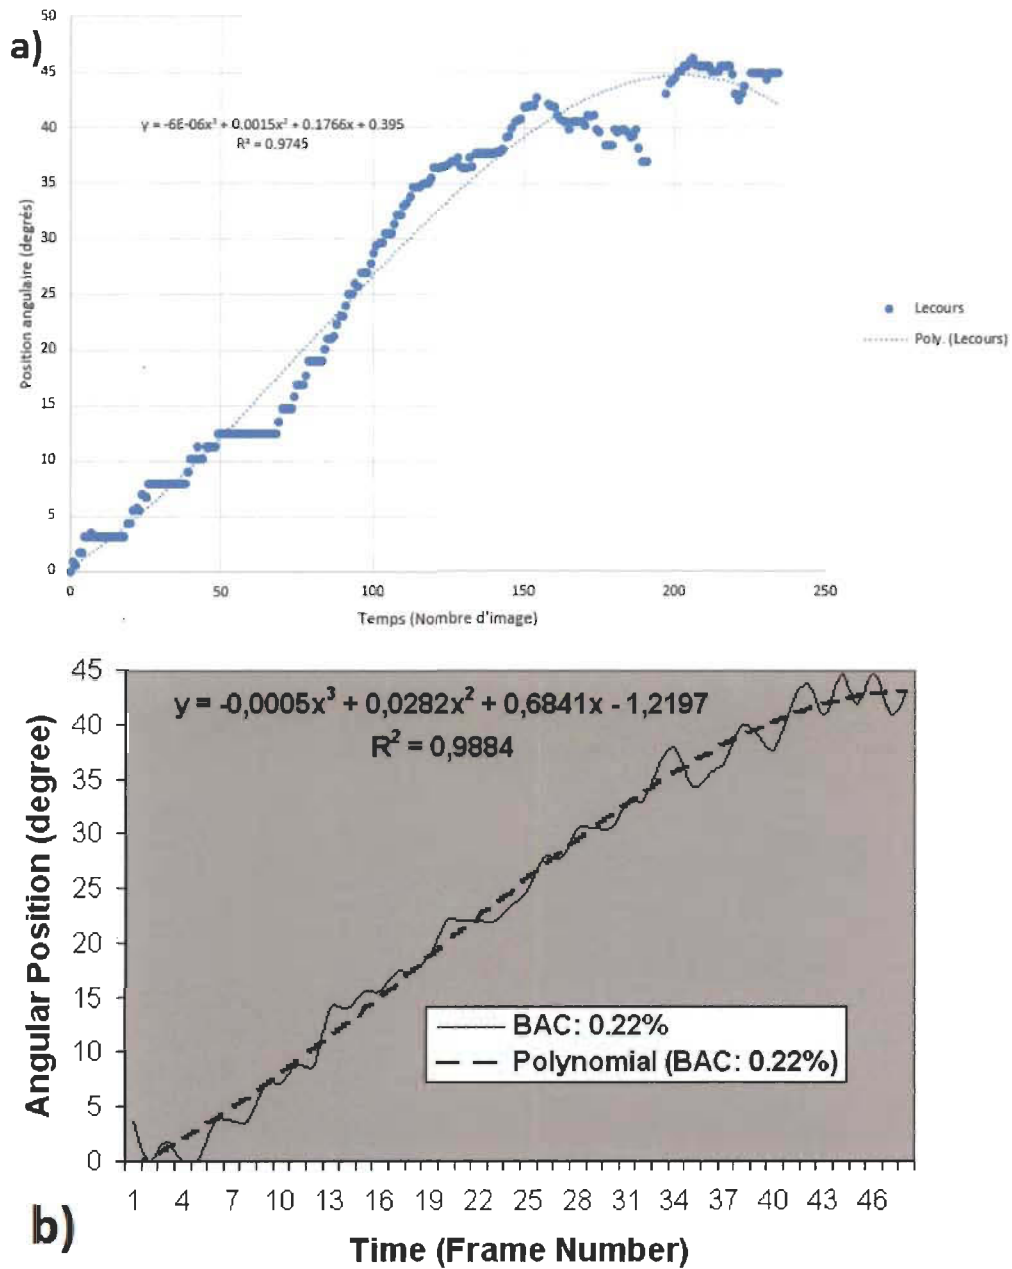 a)
50
45
40
35
30
25
20
15
10
5
0
y = -6E-06x³ + 0.0015x² + 0.1766x + 0.395
R² = 0.9745
Position angulaire (degrés)
Lecours
Poly. (Lecours)
0 50 100 150 200 250
Temps (Nombre d'image)
45
40
35
30
25
20
15
10
5
0
y = -0,0005x³ + 0,0282x² + 0,6841x - 1,2197
R² = 0,9884
Angular Position (degree)
BAC: 0.22%
Polynomial (BAC: 0.22%)
1 4 7 10 13 16 19 22 25 28 31 34 37 40 43 46
b)
Time (Frame Number)